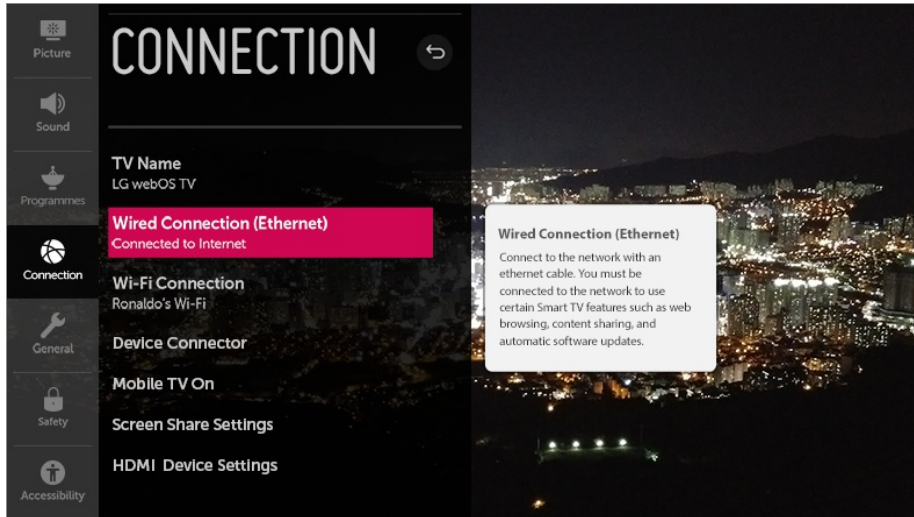 Picture
Sound
Programmes
Connection
General
Safety
Accessibility
CONNECTION
TV Name
LG webOS TV
Wired Connection (Ethernet)
Connected to Internet
Wi-Fi Connection
Ronaldo's Wi-Fi
Device Connector
Mobile TV On
Screen Share Settings
HDMI Device Settings
Wired Connection (Ethernet)
Connect to the network with an
ethernet cable. You must be
connected to the network to use
certain Smart TV features such as web
browsing, content sharing, and
automatic software updates.